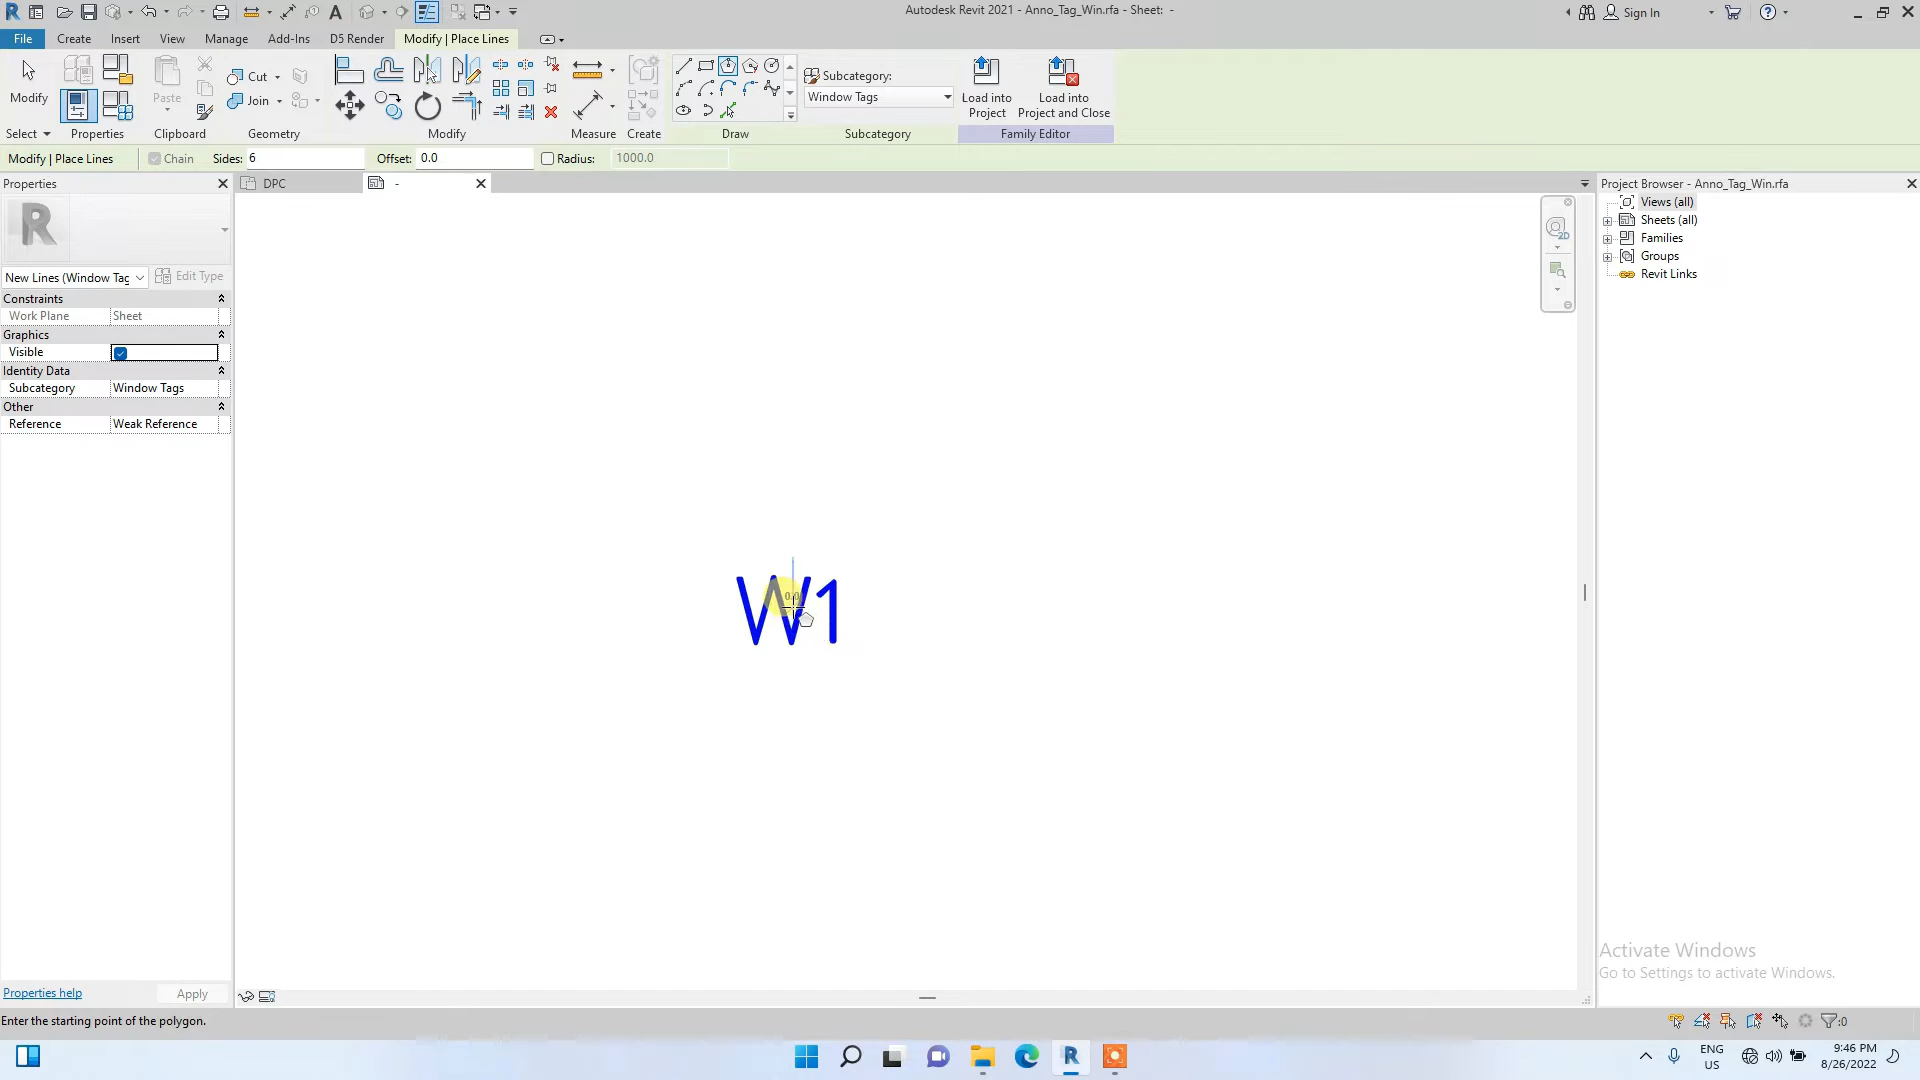 Autodesk Revit 2021 - Anno_Tag_Win.rfa - Sheet: -
Sign In
File Create View Insert Manage Add-Ins D5 Render Modify | Place Lines
Modify
Paste
Cut
Join
Subcategory:
Window Tags
Load into Project
Load into Project and Close
Select Properties Clipboard Geometry Modify Measure Create Draw Subcategory Family Editor
Modify | Place Lines Chain Sides: 6 Offset: 0.0 Radius: 1000.0
Properties
DPC
-
Project Browser - Anno_Tag_Win.rfa
Views (all)
Sheets (all)
Families
Groups
Revit Links
2D
R
New Lines (Window Tag
Edit Type
Constraints
Work Plane Sheet
Graphics
Visible
Identity Data
Subcategory Window Tags
Other
Reference Weak Reference
W1
0.0
Activate Windows
Go to Settings to activate Windows.
Properties help
Apply
Enter the starting point of the polygon.
:0
ENG
US
9:46 PM
8/26/2022